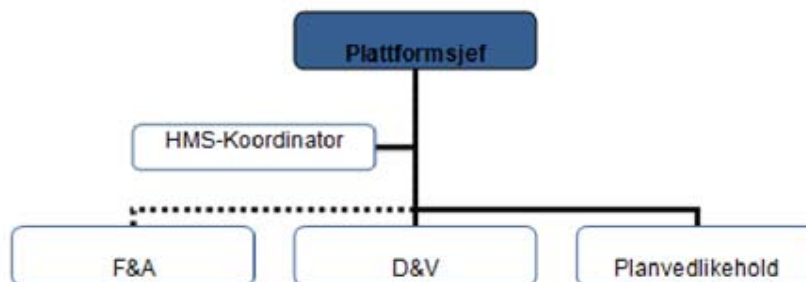 Plattformsjef
HMS-Koordinator
F&A
D&V
Planvedlikehold